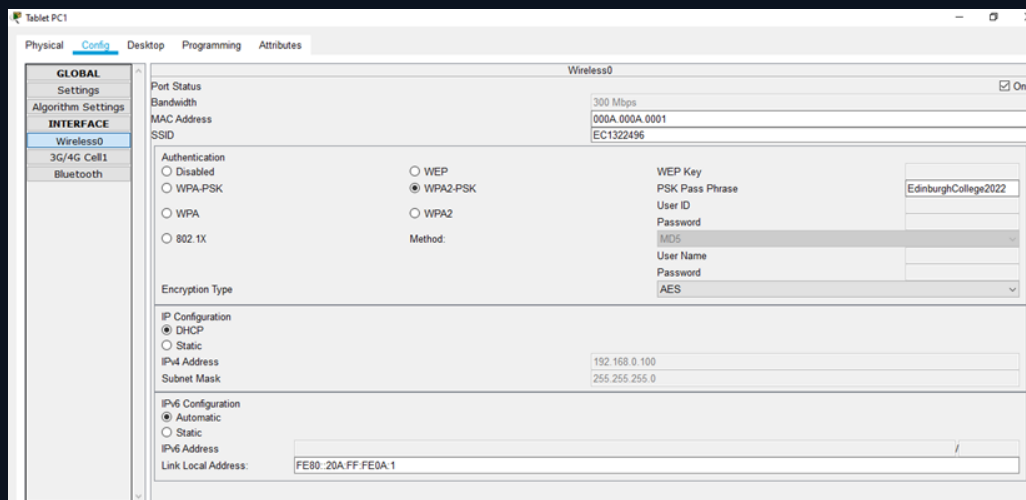 Tablet PC1
Physical Config Desktop Programming Attributes
GLOBAL
Settings
Algorithm Settings
INTERFACE
Wireless0
3G/4G Cell1
Bluetooth
Wireless0
Port Status On
Bandwidth 300 Mbps
MAC Address 000A.000A.0001
SSID EC1322496
Authentication
Disabled WEP WEP Key
WPA-PSK WPA2-PSK PSK Pass Phrase EdinburghCollege2022
User ID
WPA WPA2
Password
802.1X Method: MD5
User Name
Password
Encryption Type AES
IP Configuration
DHCP
Static
IPv4 Address 192.168.0.100
Subnet Mask 255.255.255.0
IPv6 Configuration
Automatic
Static
IPv6 Address /
Link Local Address: FE80::20A:FF:FE0A:1